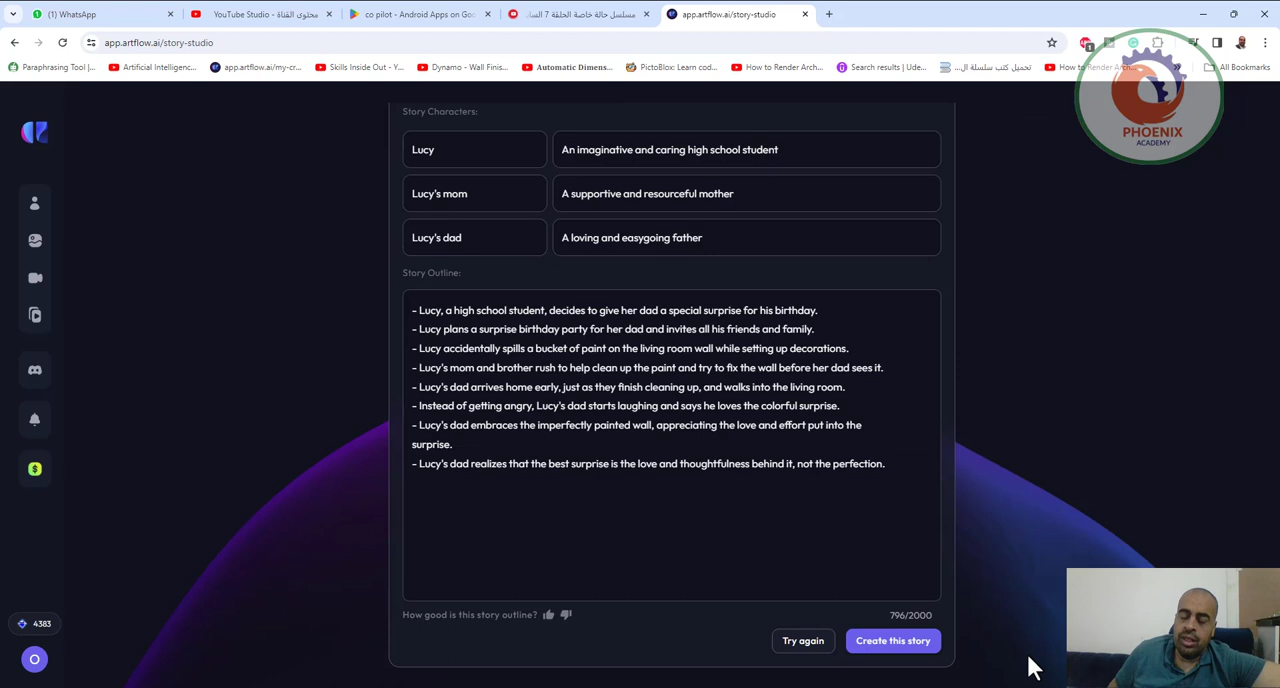 (1) WhatsApp
YouTube Studio - محتوى القناة
co pilot - Android Apps on Goo
مسلسل حالة خاصة الحلقة 7 الساب
app.artflow.ai/story-studio
app.artflow.ai/story-studio
1
Paraphrasing Tool |...
Artificial Intelligenc...
app.artflow.ai/my-cr...
Skills Inside Out - Y...
Dynamo - Wall Finis...
Automatic Dimens...
PictoBlox: Learn cod...
How to Render Arch...
Search results | Ude...
تحميل كتب سلسلة ال...
How to Render Arch...
All Bookmarks
PHOENIX
ACADEMY
Story Characters:
Lucy
An imaginative and caring high school student
Lucy's mom
A supportive and resourceful mother
Lucy's dad
A loving and easygoing father
Story Outline:
- Lucy, a high school student, decides to give her dad a special surprise for his birthday.
- Lucy plans a surprise birthday party for her dad and invites all his friends and family.
- Lucy accidentally spills a bucket of paint on the living room wall while setting up decorations.
- Lucy's mom and brother rush to help clean up the paint and try to fix the wall before her dad sees it.
- Lucy's dad arrives home early, just as they finish cleaning up, and walks into the living room.
- Instead of getting angry, Lucy's dad starts laughing and says he loves the colorful surprise.
- Lucy's dad embraces the imperfectly painted wall, appreciating the love and effort put into the
surprise.
- Lucy's dad realizes that the best surprise is the love and thoughtfulness behind it, not the perfection.
How good is this story outline?
796/2000
Try again
Create this story
4383
O